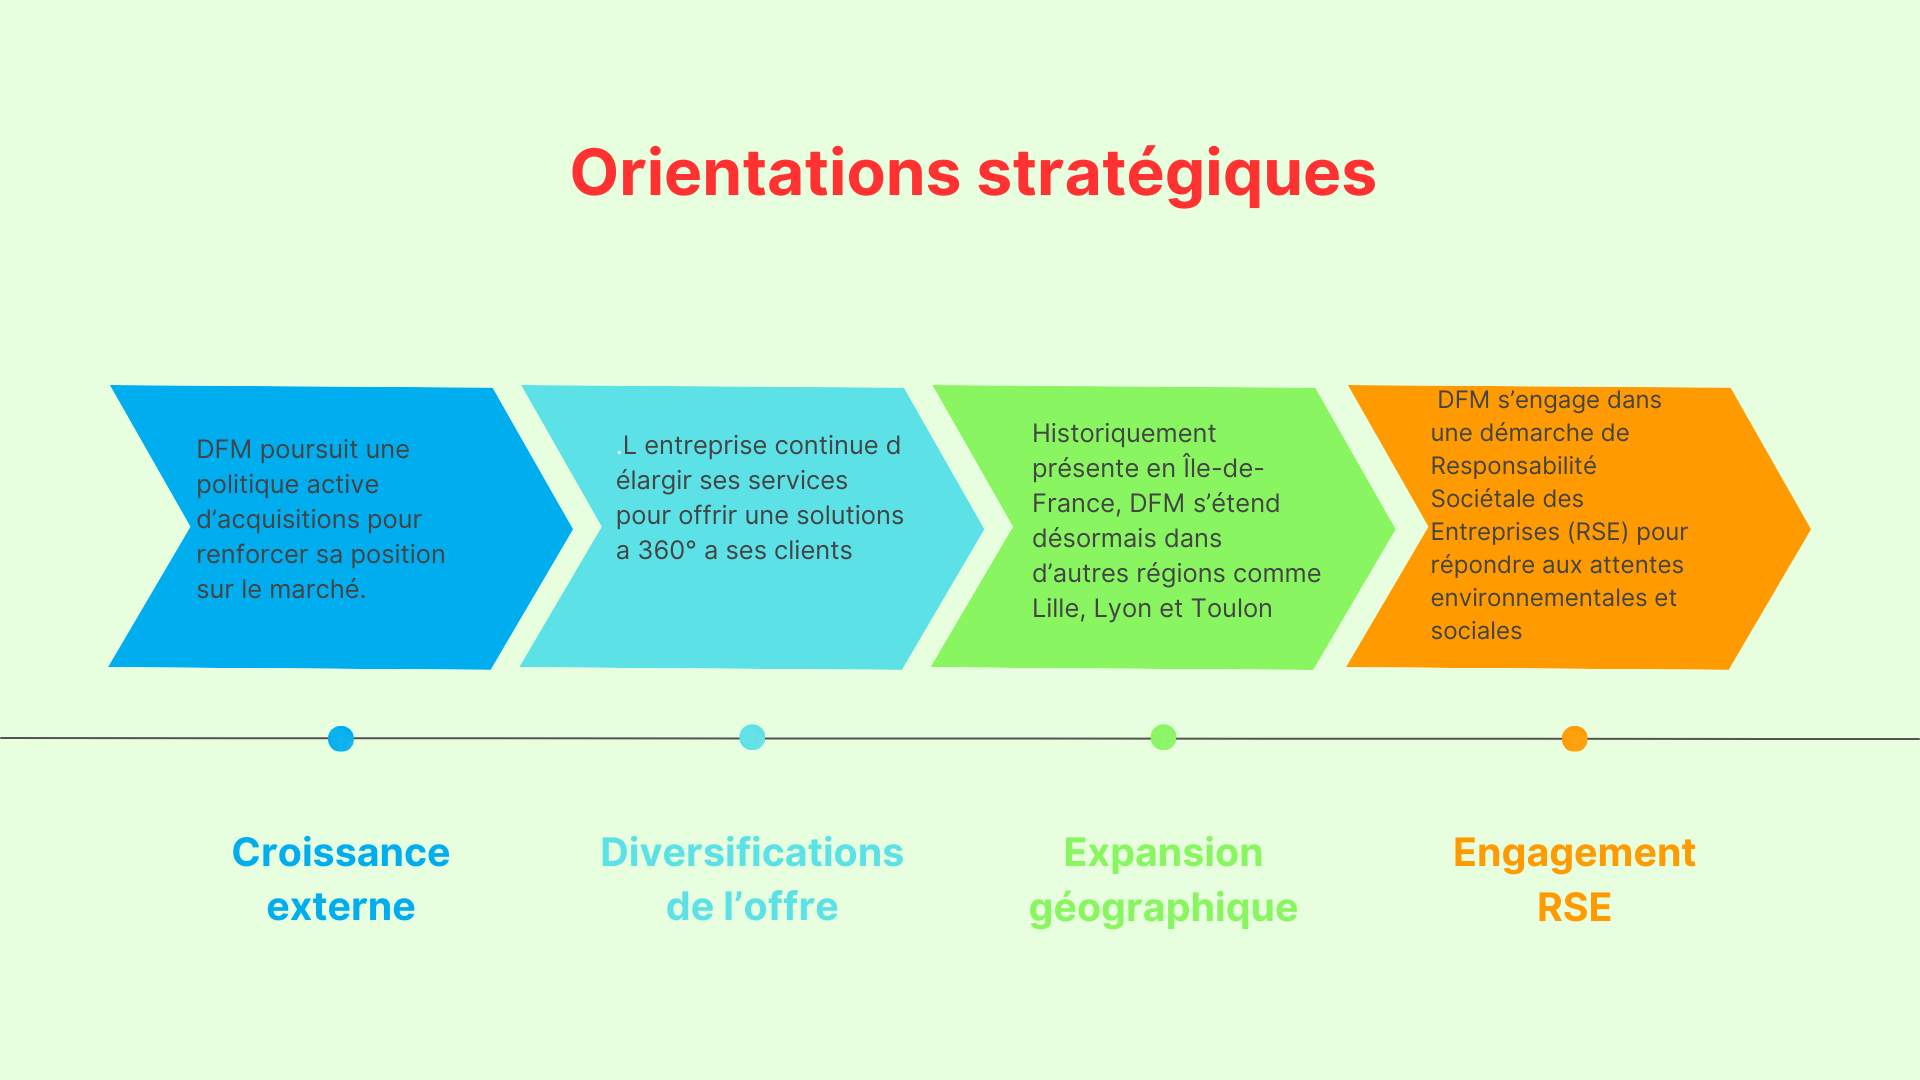 Orientations stratégiques
DFM poursuit une
politique active
d’acquisitions pour
renforcer sa position
sur le marché.
.L entreprise continue d
élargir ses services
pour offrir une solutions
a 360° a ses clients
Historiquement
présente en Île-de-
France, DFM s’étend
désormais dans
d’autres régions comme
Lille, Lyon et Toulon
DFM s’engage dans
une démarche de
Responsabilité
Sociétale des
Entreprises (RSE) pour
répondre aux attentes
environnementales et
sociales
Croissance
externe
Diversifications
de l’offre
Expansion
géographique
Engagement
RSE